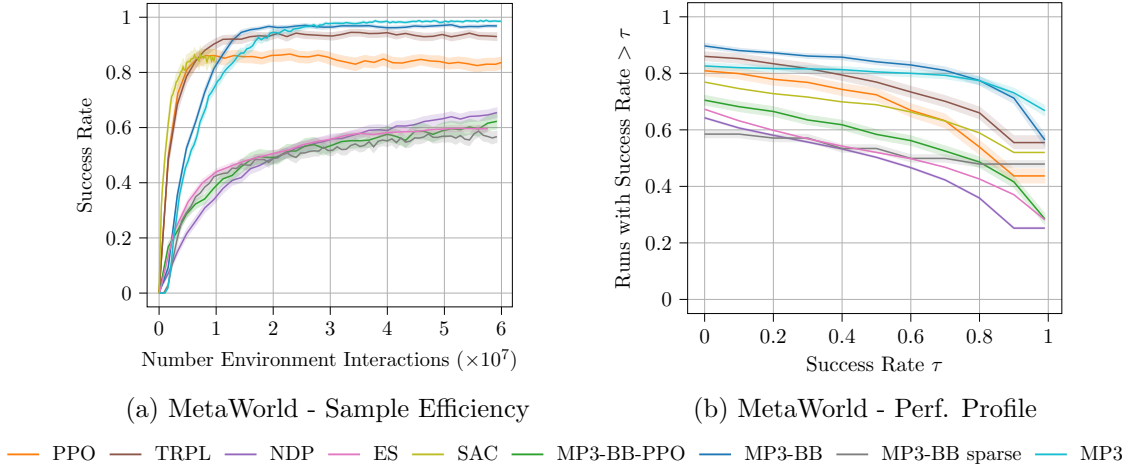 1
0.8
0.6
0.4
0.2
0
Success Rate
0 1 2 3 4 5 6
Number Environment Interactions (×10⁷)
(a) MetaWorld - Sample Efficiency
1
0.8
0.6
0.4
0.2
0
Runs with Success Rate > τ
0 0.2 0.4 0.6 0.8 1
Success Rate τ
(b) MetaWorld - Perf. Profile
PPO TRPL NDP ES SAC MP3-BB-PPO MP3-BB MP3-BB sparse MP3